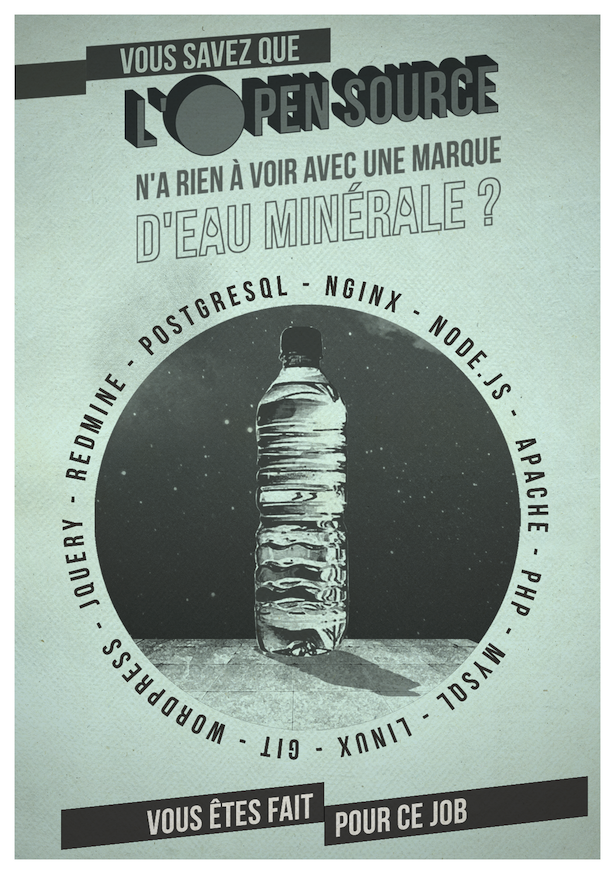 VOUS SAVEZ QUE
L'OPEN SOURCE
N'A RIEN À VOIR AVEC UNE MARQUE
D'EAU MINÉRALE ?
POSTGRESQL - NGINX - NODE.JS - APACHE - PHP - MYSQL - LINUX - GIT - WORDPRESS - JQUERY - REDMINE -
VOUS ÊTES FAIT POUR CE JOB